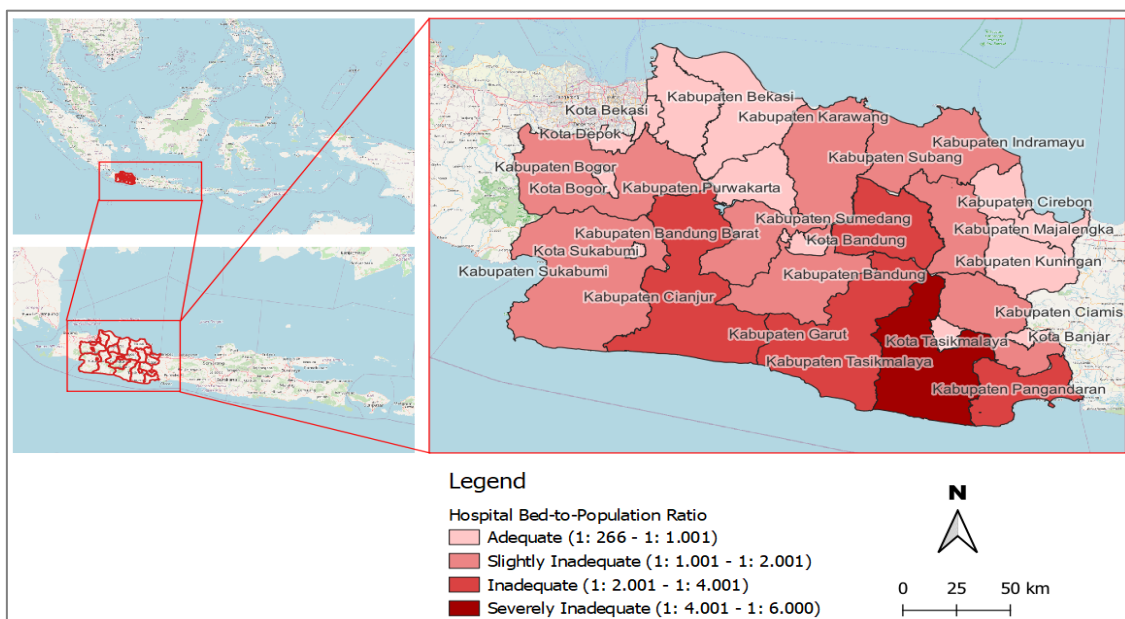 Kabupaten Bekasi
Kota Bekasi
Kabupaten Karawang
Kota Depok
Kabupaten Indramayu
Kabupaten Subang
Kabupaten Bogor
Kota Bogor
Kabupaten Purwakarta
Kabupaten Cirebon
Kabupaten Sumedang
Kabupaten Majalengka
Kabupaten Bandung Barat
Kota Bandung
Kota Sukabumi
Kabupaten Kuningan
Kabupaten Sukabumi
Kabupaten Bandung
Kabupaten Cianjur
Kabupaten Ciamis
Kabupaten Garut
Kota Tasikmalaya
Kota Banjar
Kabupaten Tasikmalaya
Kabupaten Pangandaran
Legend
Hospital Bed-to-Population Ratio
Adequate (1: 266 - 1: 1.001)
Slightly Inadequate (1: 1.001 - 1: 2.001)
Inadequate (1: 2.001 - 1: 4.001)
Severely Inadequate (1: 4.001 - 1: 6.000)
N
0 25 50 km